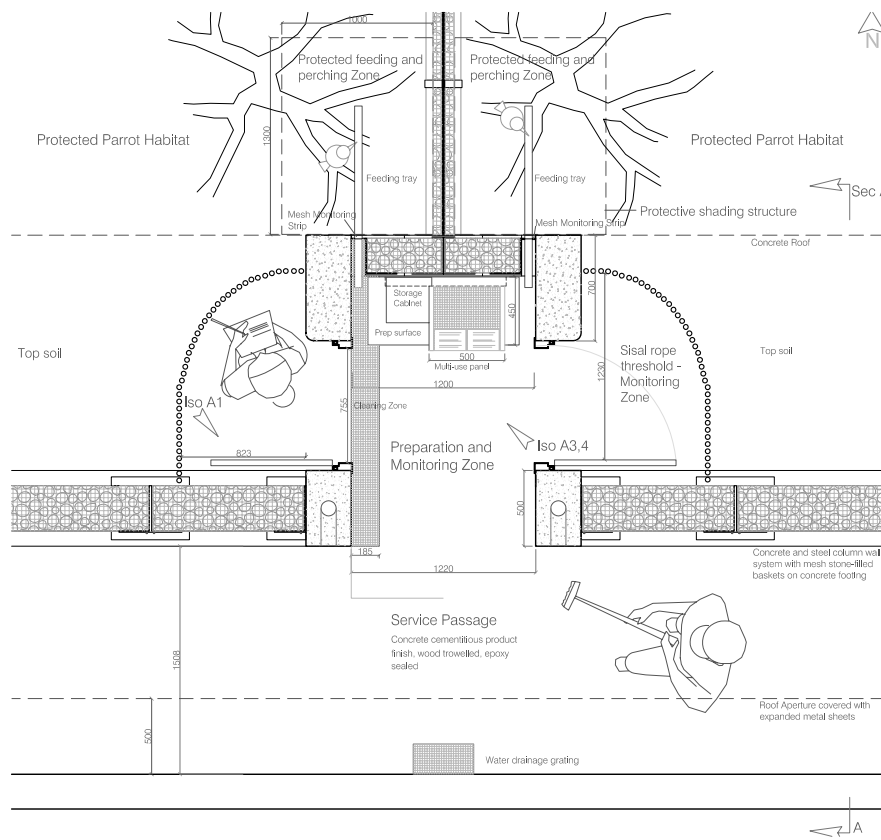 1000
N
Protected feeding and
perching Zone
Protected feeding and
perching Zone
1300
Protected Parrot Habitat
Protected Parrot Habitat
Feeding tray
Feeding tray
Sec A
Mesh Monitoring
Strip
Mesh Monitoring Strip
Protective shading structure
Concrete Roof
700
Storage
Cabinet
450
Prep surface
Top soil
Sisal rope
threshold -
Monitoring
Zone
Top soil
500
Multi-use panel
1200
1230
755
Cleaning Zone
Iso A1
Iso A3,4
Preparation and
Monitoring Zone
823
500
185
1220
Concrete and steel column wall
system with mesh stone-filled
baskets on concrete footing
Service Passage
Concrete cementitious product
finish, wood trowelled, epoxy
sealed
1508
Roof Aperture covered with
expanded metal sheets
500
Water drainage grating
A